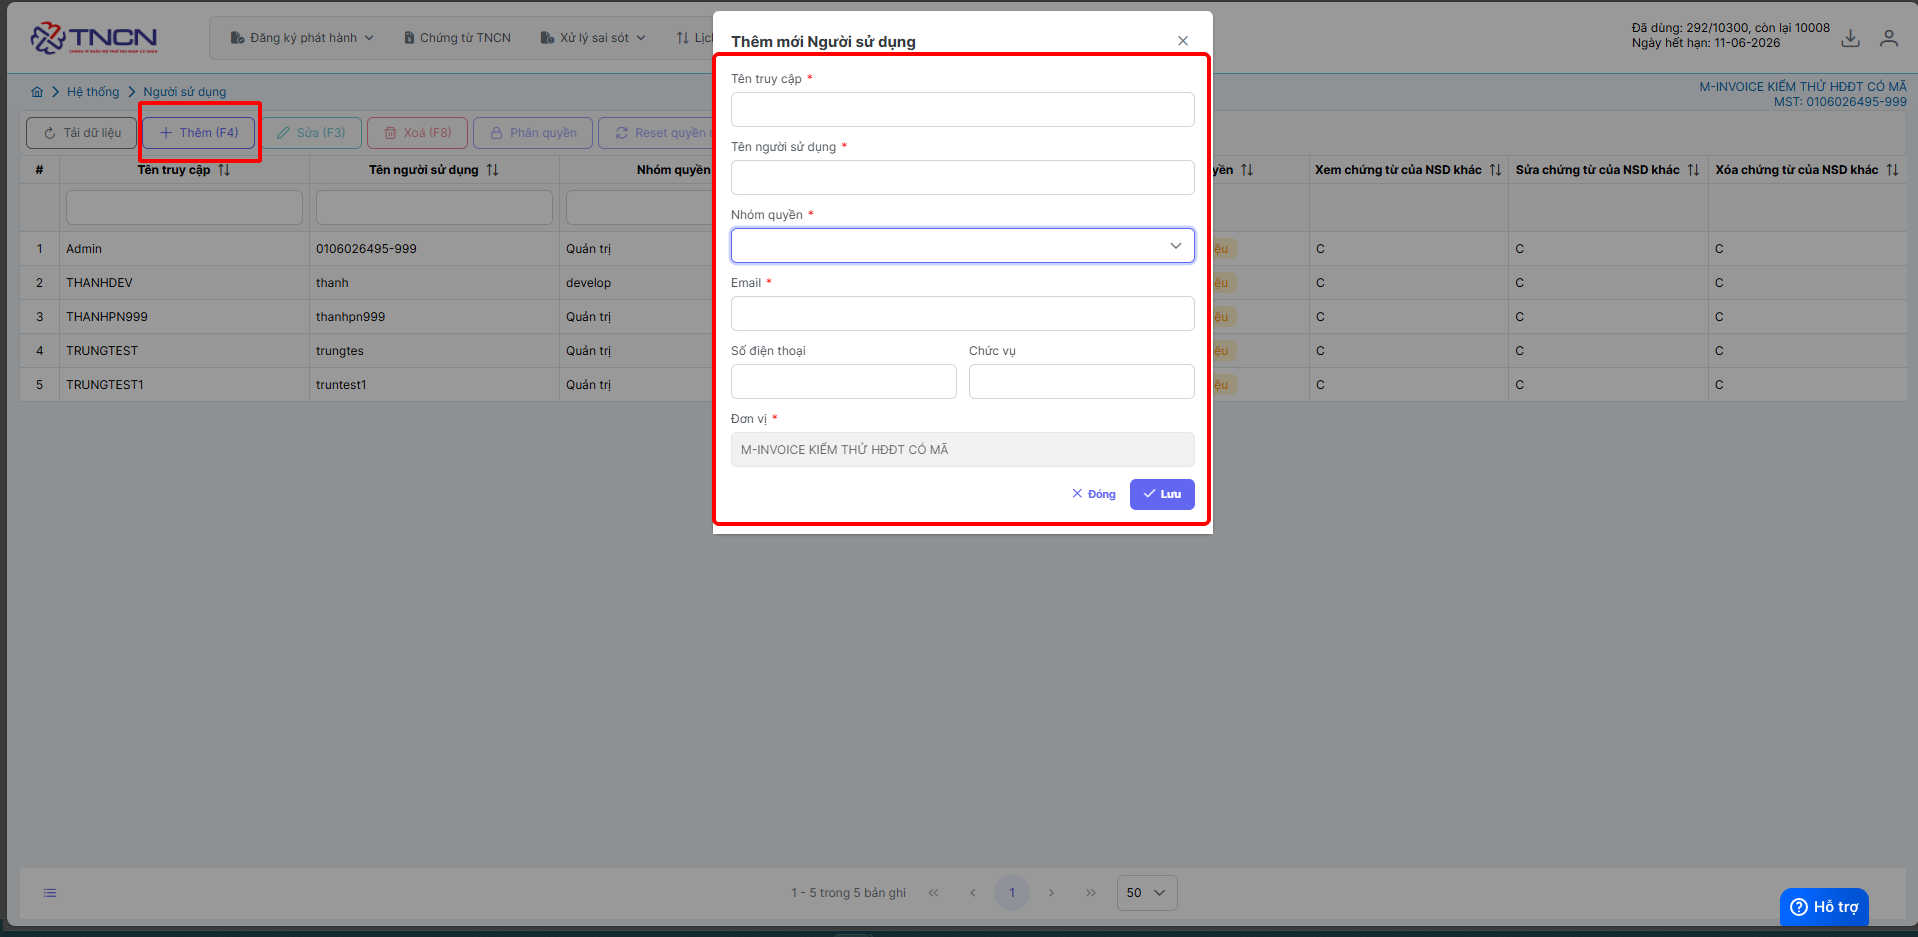 TNCN
Đăng ký phát hành
Chứng từ TNCN
Xử lý sai sót
Đã dùng: 292/10300, còn lại 10008
Ngày hết hạn: 11-06-2026
Hệ thống
Người sử dụng
M-INVOICE KIỂM THỬ HĐĐT CÓ MÃ
MST: 0106026495-999
Tải dữ liệu
Thêm (F4)
Sửa (F3)
Xoá (F8)
Phân quyền
Reset quyền
# Tên truy cập Tên người sử dụng Nhóm quyền Xem chứng từ của NSD khác Sửa chứng từ của NSD khác Xóa chứng từ của NSD khác
1 Admin 0106026495-999 Quản trị C C C
2 THANHDEV thanh develop C C C
3 THANHPN999 thanhpn999 Quản trị C C C
4 TRUNGTEST trungtes Quản trị C C C
5 TRUNGTEST1 truntest1 Quản trị C C C
Thêm mới Người sử dụng
Tên truy cập *
Tên người sử dụng *
Nhóm quyền *
Email *
Số điện thoại
Chức vụ
Đơn vị *
M-INVOICE KIỂM THỬ HĐĐT CÓ MÃ
Đóng
Lưu
1 - 5 trong 5 bản ghi
1
50
Hỗ trợ